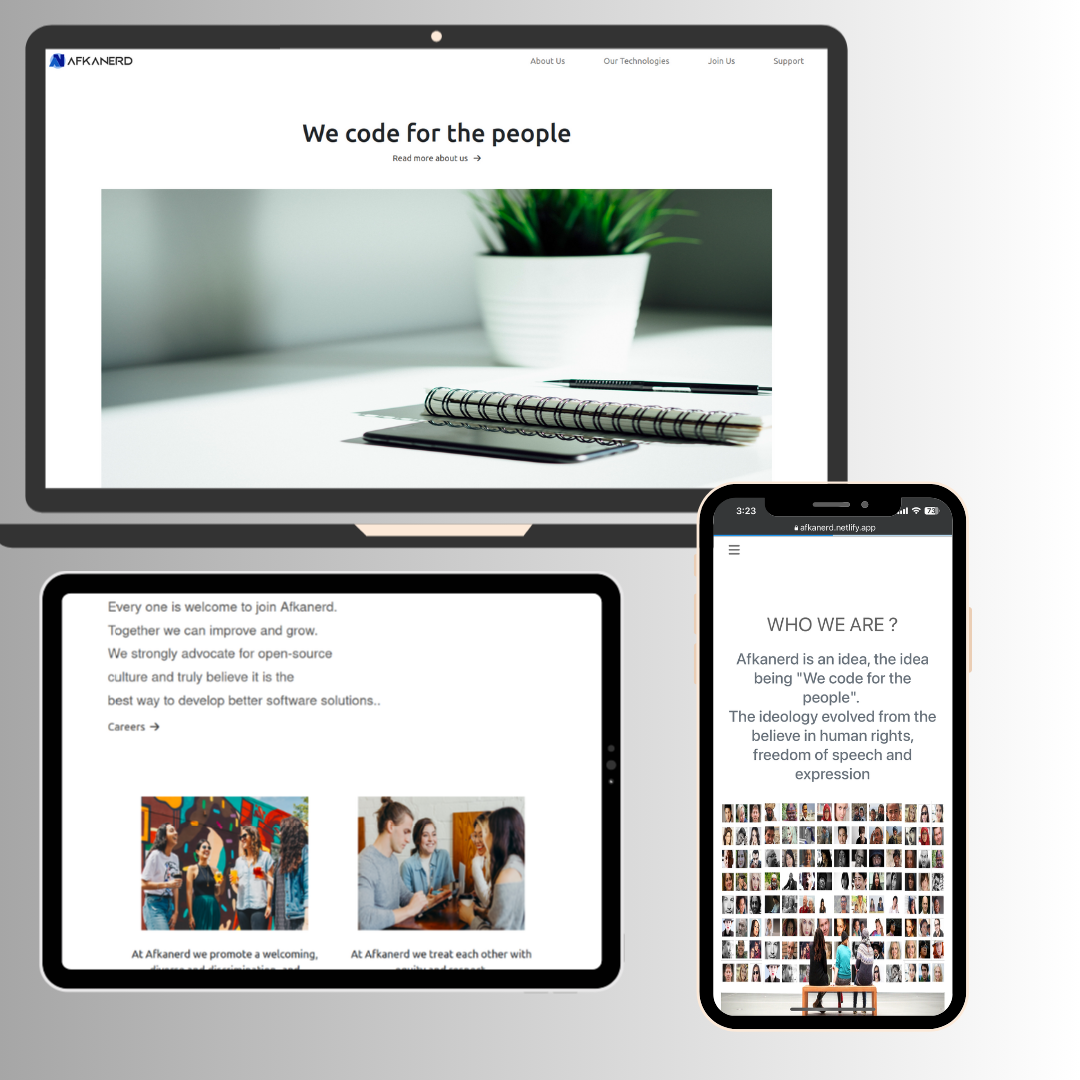 AFKANERD
About Us Our Technologies Join Us Support
We code for the people
Read more about us →
3:23 73
afkanerd.netlify.app
WHO WE ARE ?
Afkanerd is an idea, the idea
being "We code for the
people".
The ideology evolved from the
believe in human rights,
freedom of speech and
expression
Every one is welcome to join Afkanerd.
Together we can improve and grow.
We strongly advocate for open-source
culture and truly believe it is the
best way to develop better software solutions..
Careers →
At Afkanerd we promote a welcoming,
At Afkanerd we treat each other with